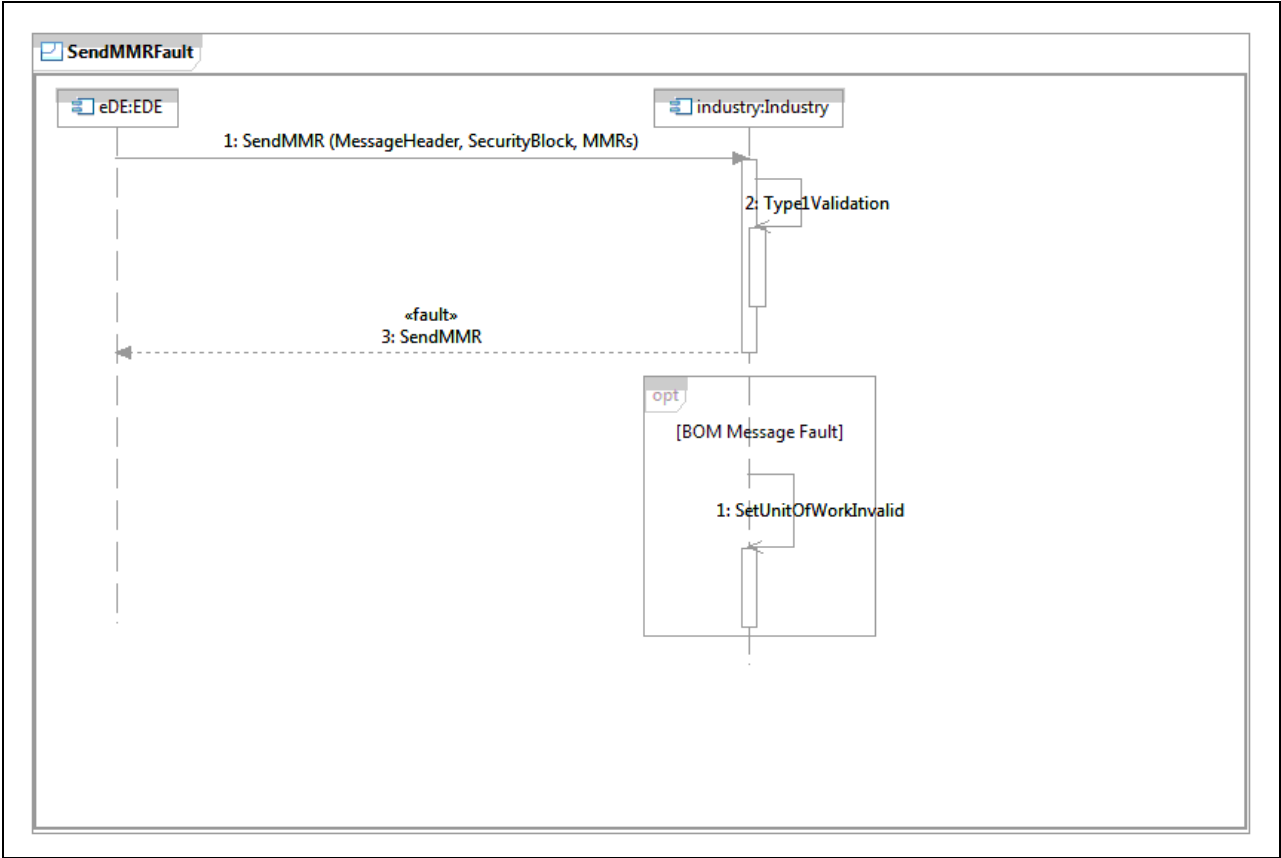 SendMMRFault
eDE:EDE
industry:Industry
1: SendMMR (MessageHeader, SecurityBlock, MMRs)
2: Type1Validation
«fault»
3: SendMMR
opt
[BOM Message Fault]
1: SetUnitOfWorkInvalid